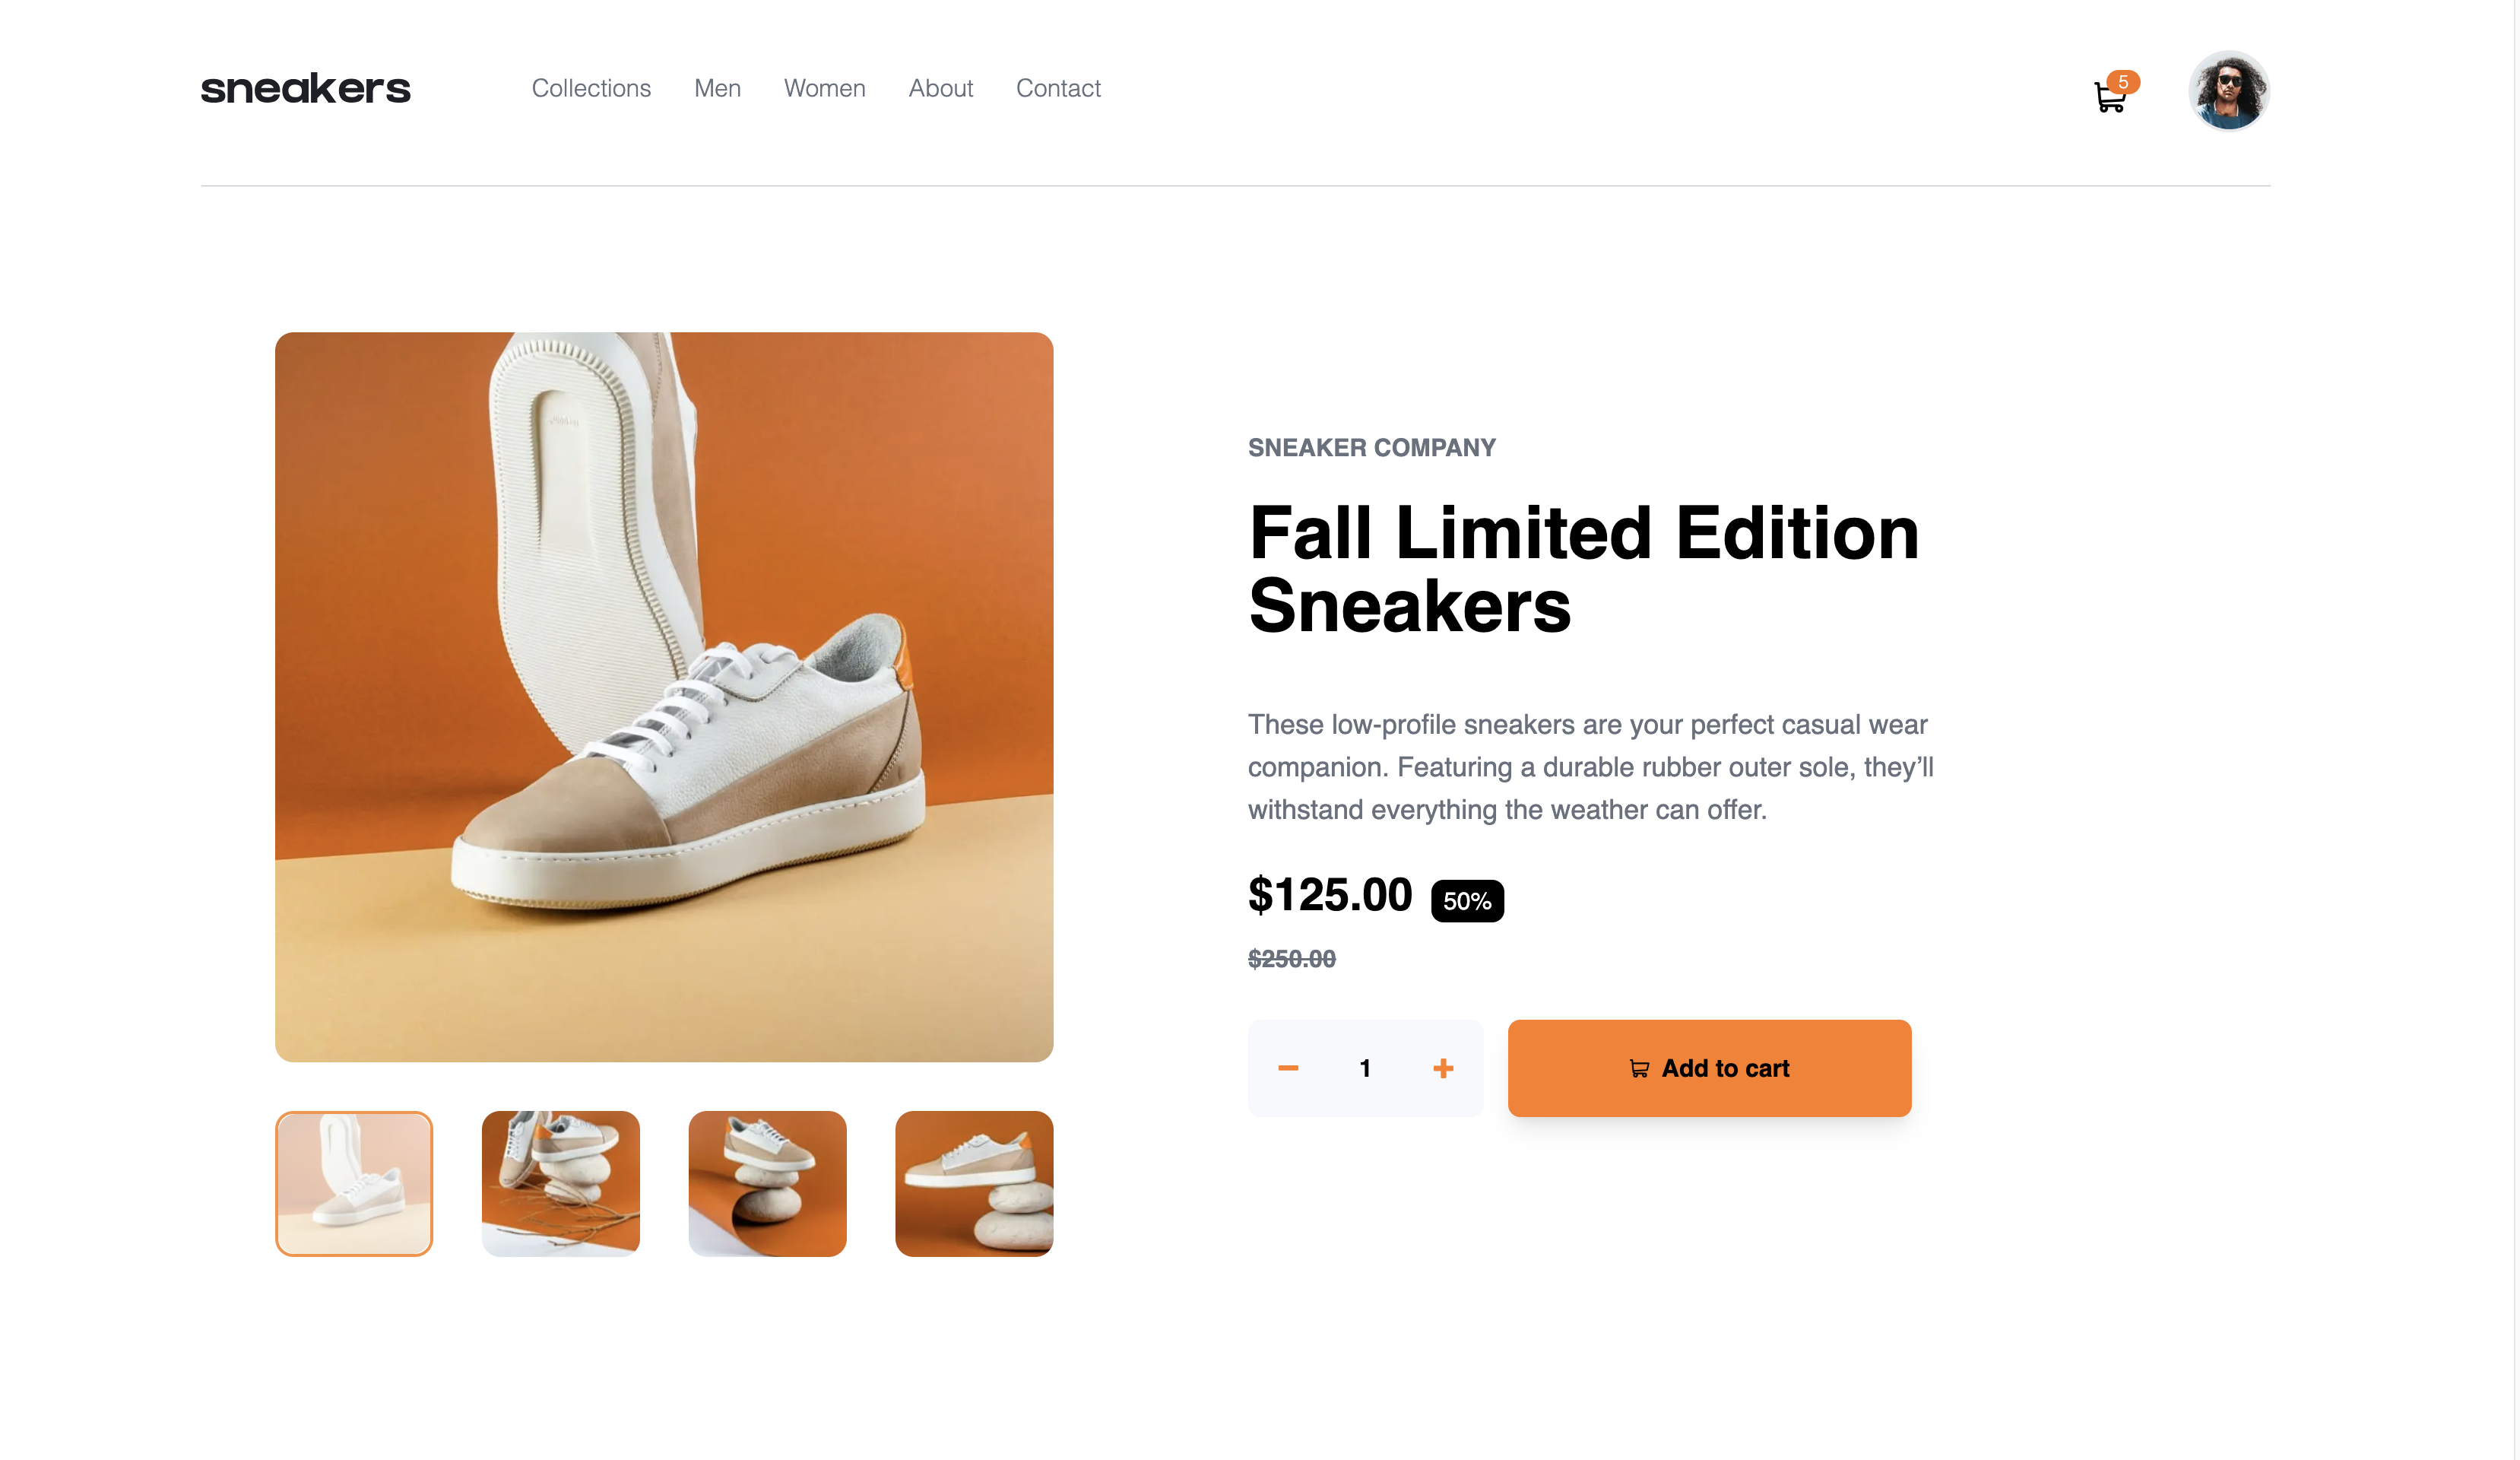 sneakers
Collections
Men
Women
About
Contact
5
SNEAKER COMPANY
Fall Limited Edition
Sneakers
These low-profile sneakers are your perfect casual wear
companion. Featuring a durable rubber outer sole, they’ll
withstand everything the weather can offer.
$125.00
50%
$250.00
1
Add to cart